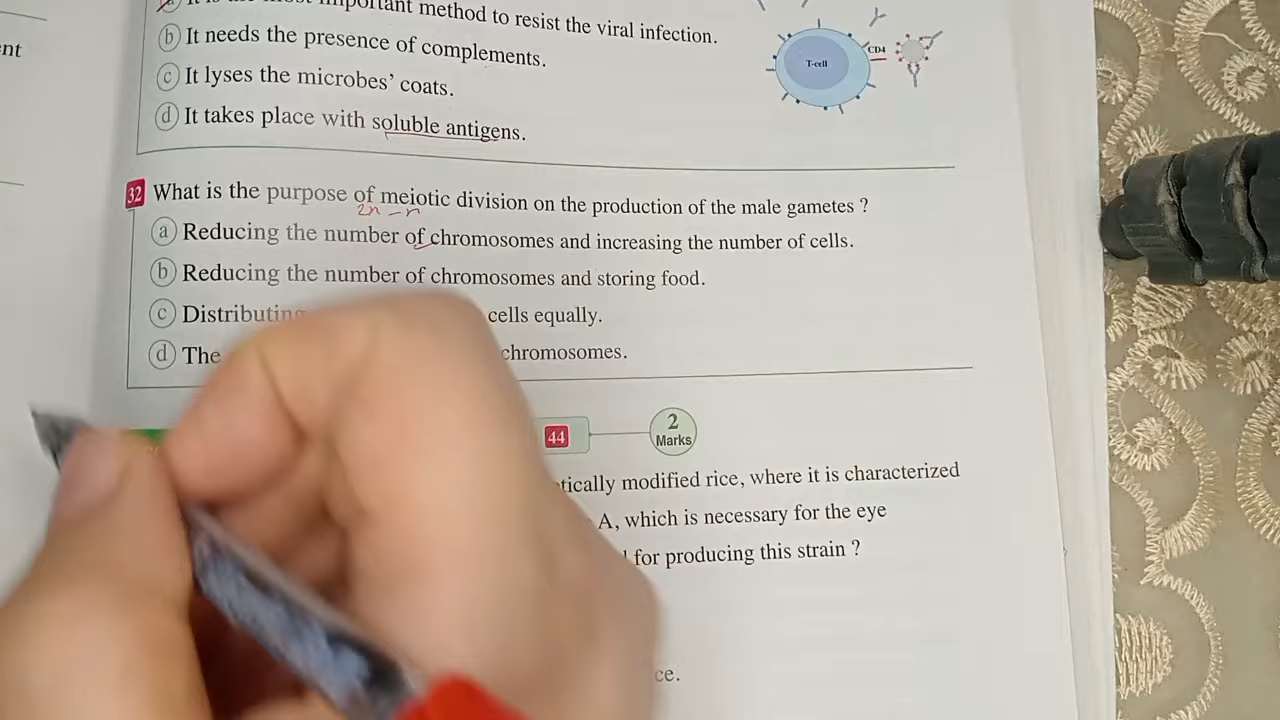 important method to resist the viral infection.
nt
b It needs the presence of complements.
c It lyses the microbes' coats.
d It takes place with soluble antigens.
T-cell
CD4
32 What is the purpose of meiotic division on the production of the male gametes ?
2n - n
a Reducing the number of chromosomes and increasing the number of cells.
b Reducing the number of chromosomes and storing food.
c Distributing cells equally.
d The chromosomes.
44
2
Marks
tically modified rice, where it is characterized
A, which is necessary for the eye
for producing this strain ?
ce.